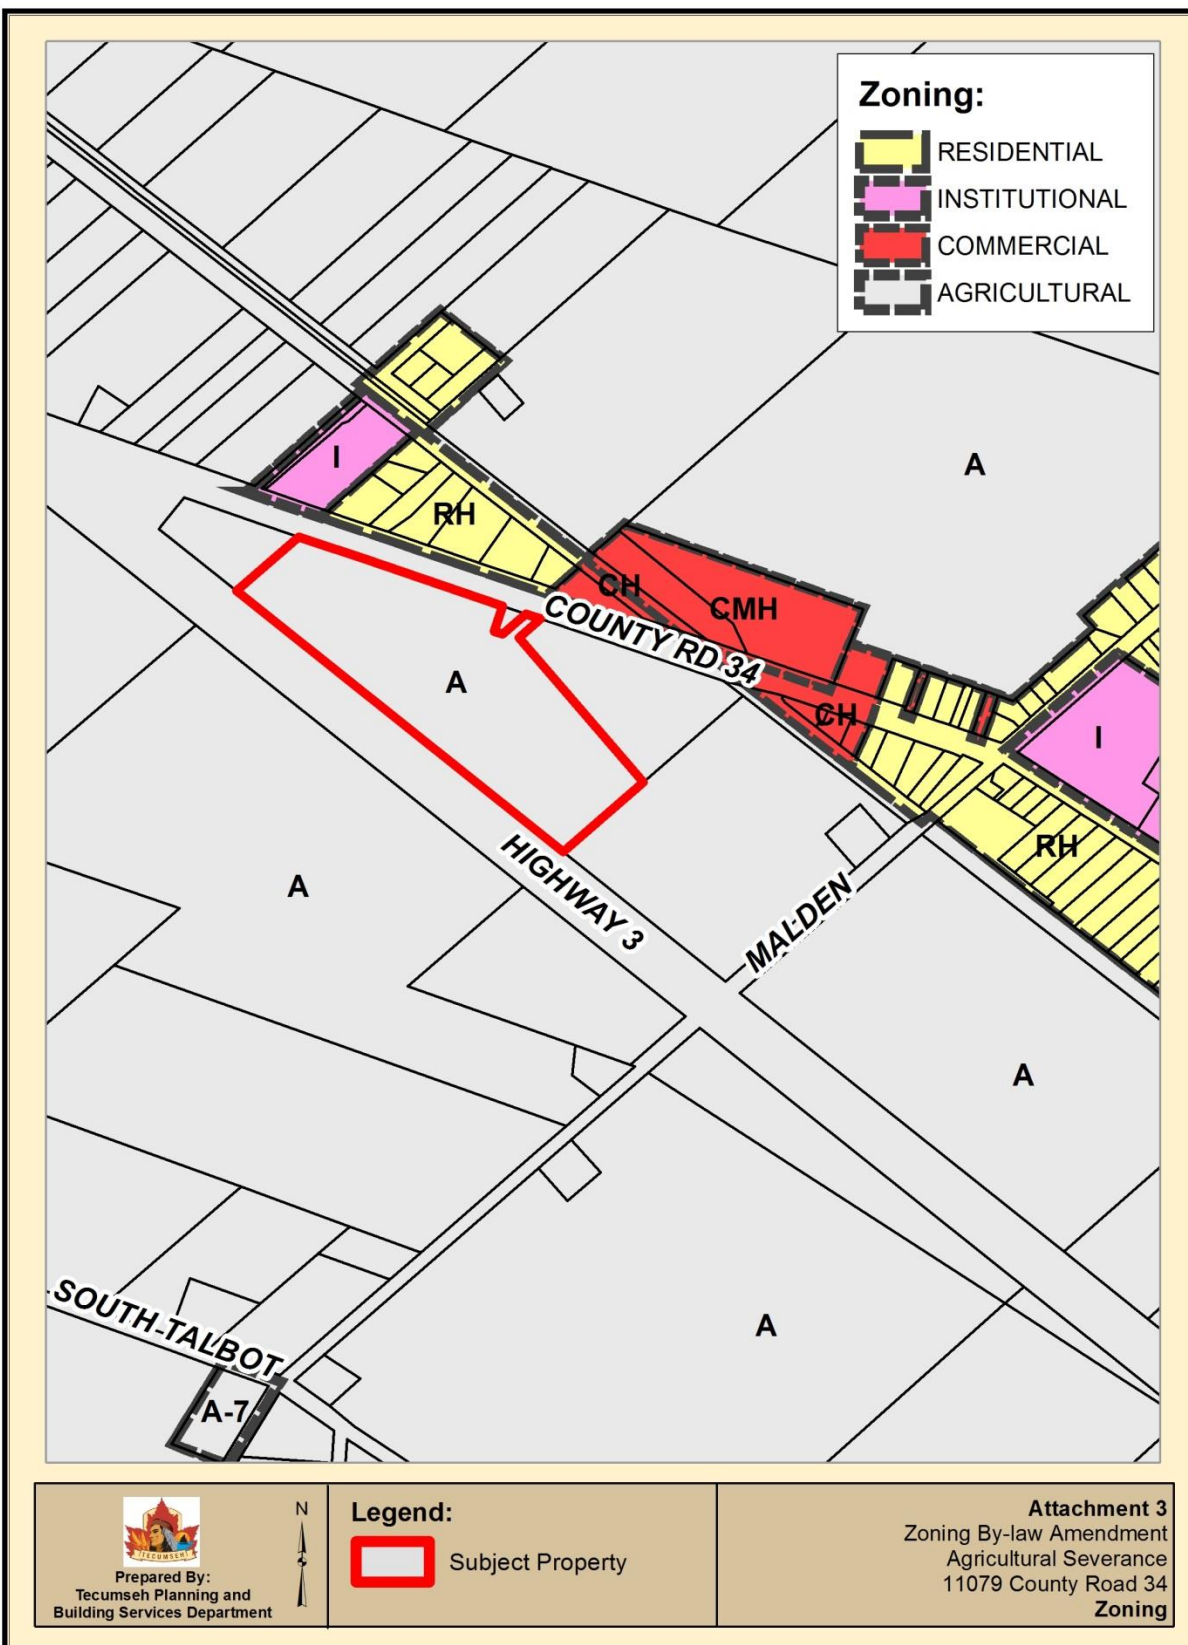 Zoning:
RESIDENTIAL
INSTITUTIONAL
COMMERCIAL
AGRICULTURAL
I
A
RH
CH
CMH
COUNTY RD 34
A
CH
I
RH
HIGHWAY 3
A
MALDEN
A
A
SOUTH TALBOT
A-7
TECUMSEH
N
Prepared By:
Tecumseh Planning and
Building Services Department
Legend:
Subject Property
Attachment 3
Zoning By-law Amendment
Agricultural Severance
11079 County Road 34
Zoning